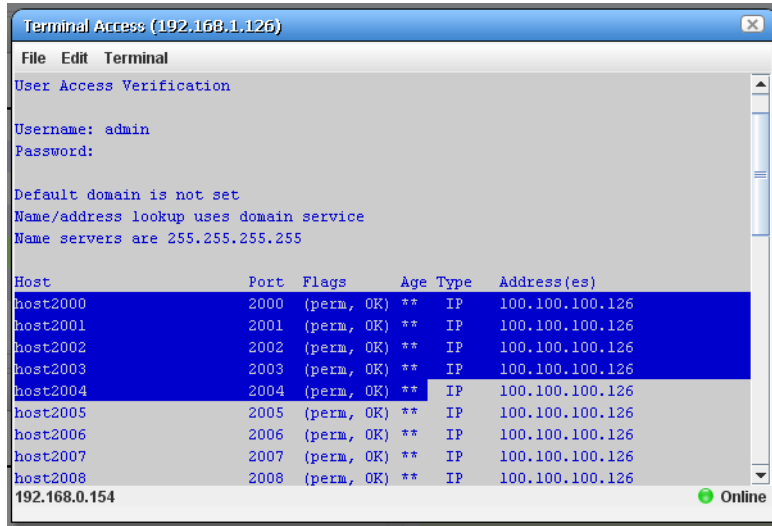 Terminal Access (192.168.1.126)
File Edit Terminal
User Access Verification
Username: admin
Password:
Default domain is not set
Name/address lookup uses domain service
Name servers are 255.255.255.255
Host Port Flags Age Type Address(es)
host2000 2000 (perm, OK) ** IP 100.100.100.126
host2001 2001 (perm, OK) ** IP 100.100.100.126
host2002 2002 (perm, OK) ** IP 100.100.100.126
host2003 2003 (perm, OK) ** IP 100.100.100.126
host2004 2004 (perm, OK) ** IP 100.100.100.126
host2005 2005 (perm, OK) ** IP 100.100.100.126
host2006 2006 (perm, OK) ** IP 100.100.100.126
host2007 2007 (perm, OK) ** IP 100.100.100.126
host2008 2008 (perm, OK) ** IP 100.100.100.126
192.168.0.154 Online